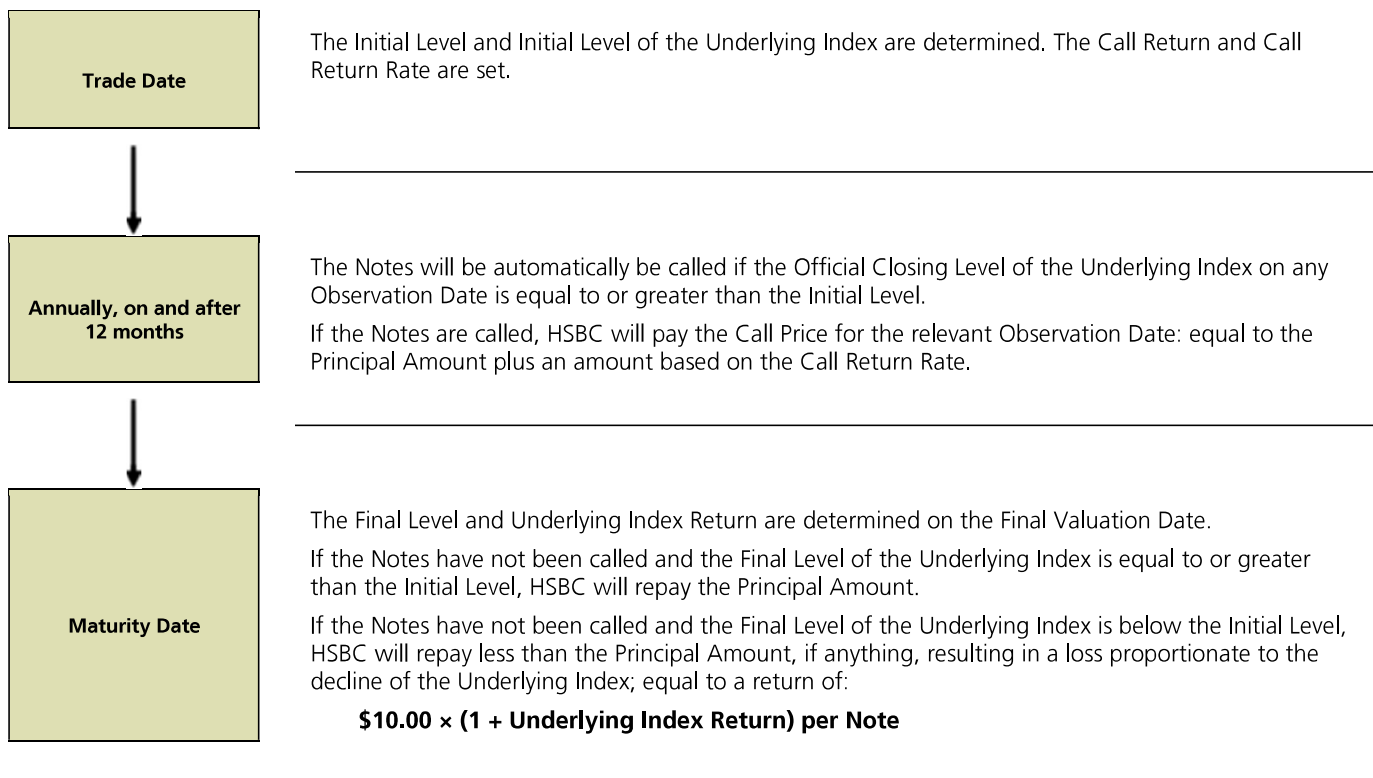 Trade Date
The Initial Level and Initial Level of the Underlying Index are determined. The Call Return and Call
Return Rate are set.
Annually, on and after
12 months
The Notes will be automatically be called if the Official Closing Level of the Underlying Index on any
Observation Date is equal to or greater than the Initial Level.
If the Notes are called, HSBC will pay the Call Price for the relevant Observation Date: equal to the
Principal Amount plus an amount based on the Call Return Rate.
Maturity Date
The Final Level and Underlying Index Return are determined on the Final Valuation Date.
If the Notes have not been called and the Final Level of the Underlying Index is equal to or greater
than the Initial Level, HSBC will repay the Principal Amount.
If the Notes have not been called and the Final Level of the Underlying Index is below the Initial Level,
HSBC will repay less than the Principal Amount, if anything, resulting in a loss proportionate to the
decline of the Underlying Index; equal to a return of:
$10.00 × (1 + Underlying Index Return) per Note